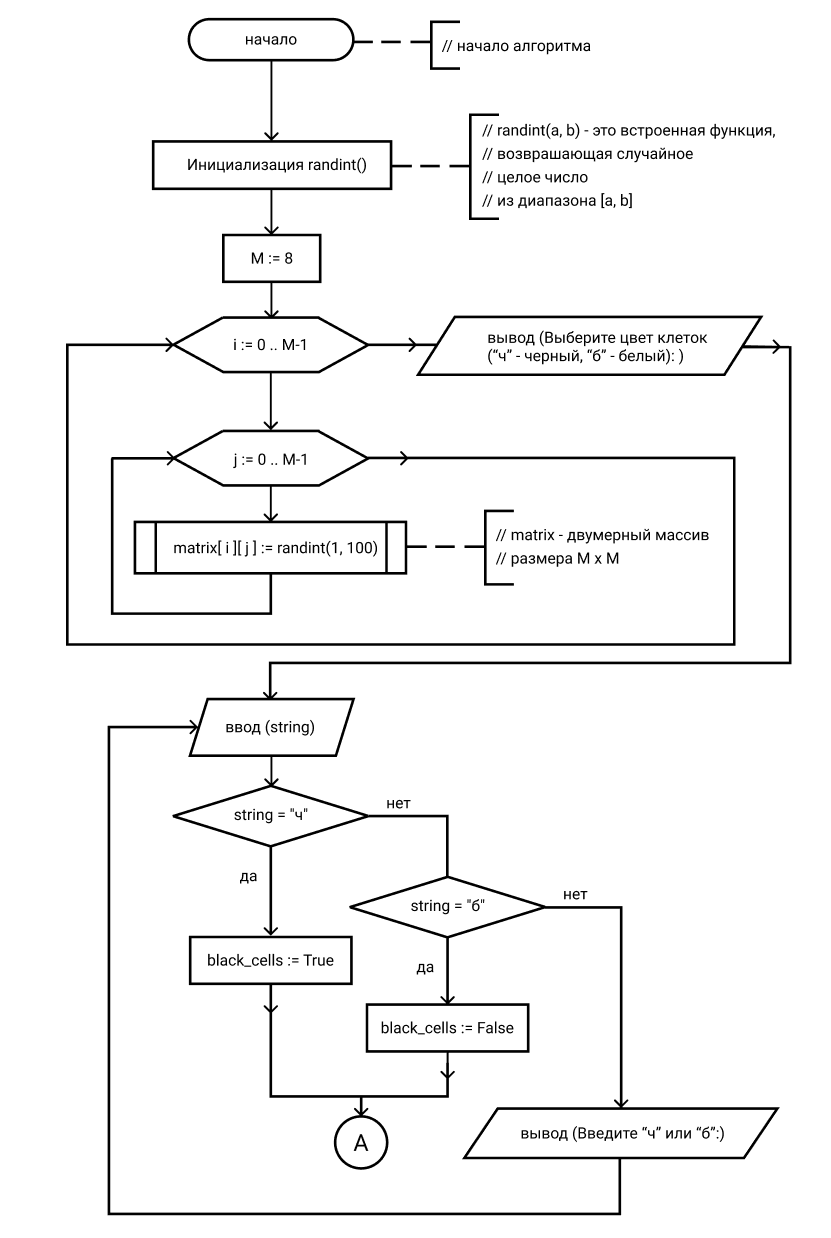 начало
// начало алгоритма
Инициализация randint()
// randint(a, b) - это встроенная функция,
// возврашающая случайное
// целое число
// из диапазона [a, b]
M := 8
i := 0 .. M-1
вывод (Выберите цвет клеток
(“ч” - черный, “б” - белый): )
j := 0 .. M-1
matrix[ i ][ j ] := randint(1, 100)
// matrix - двумерный массив
// размера M x M
ввод (string)
string = "ч"
нет
да
string = "б"
нет
black_cells := True
да
black_cells := False
A
вывод (Введите “ч” или “б”:)